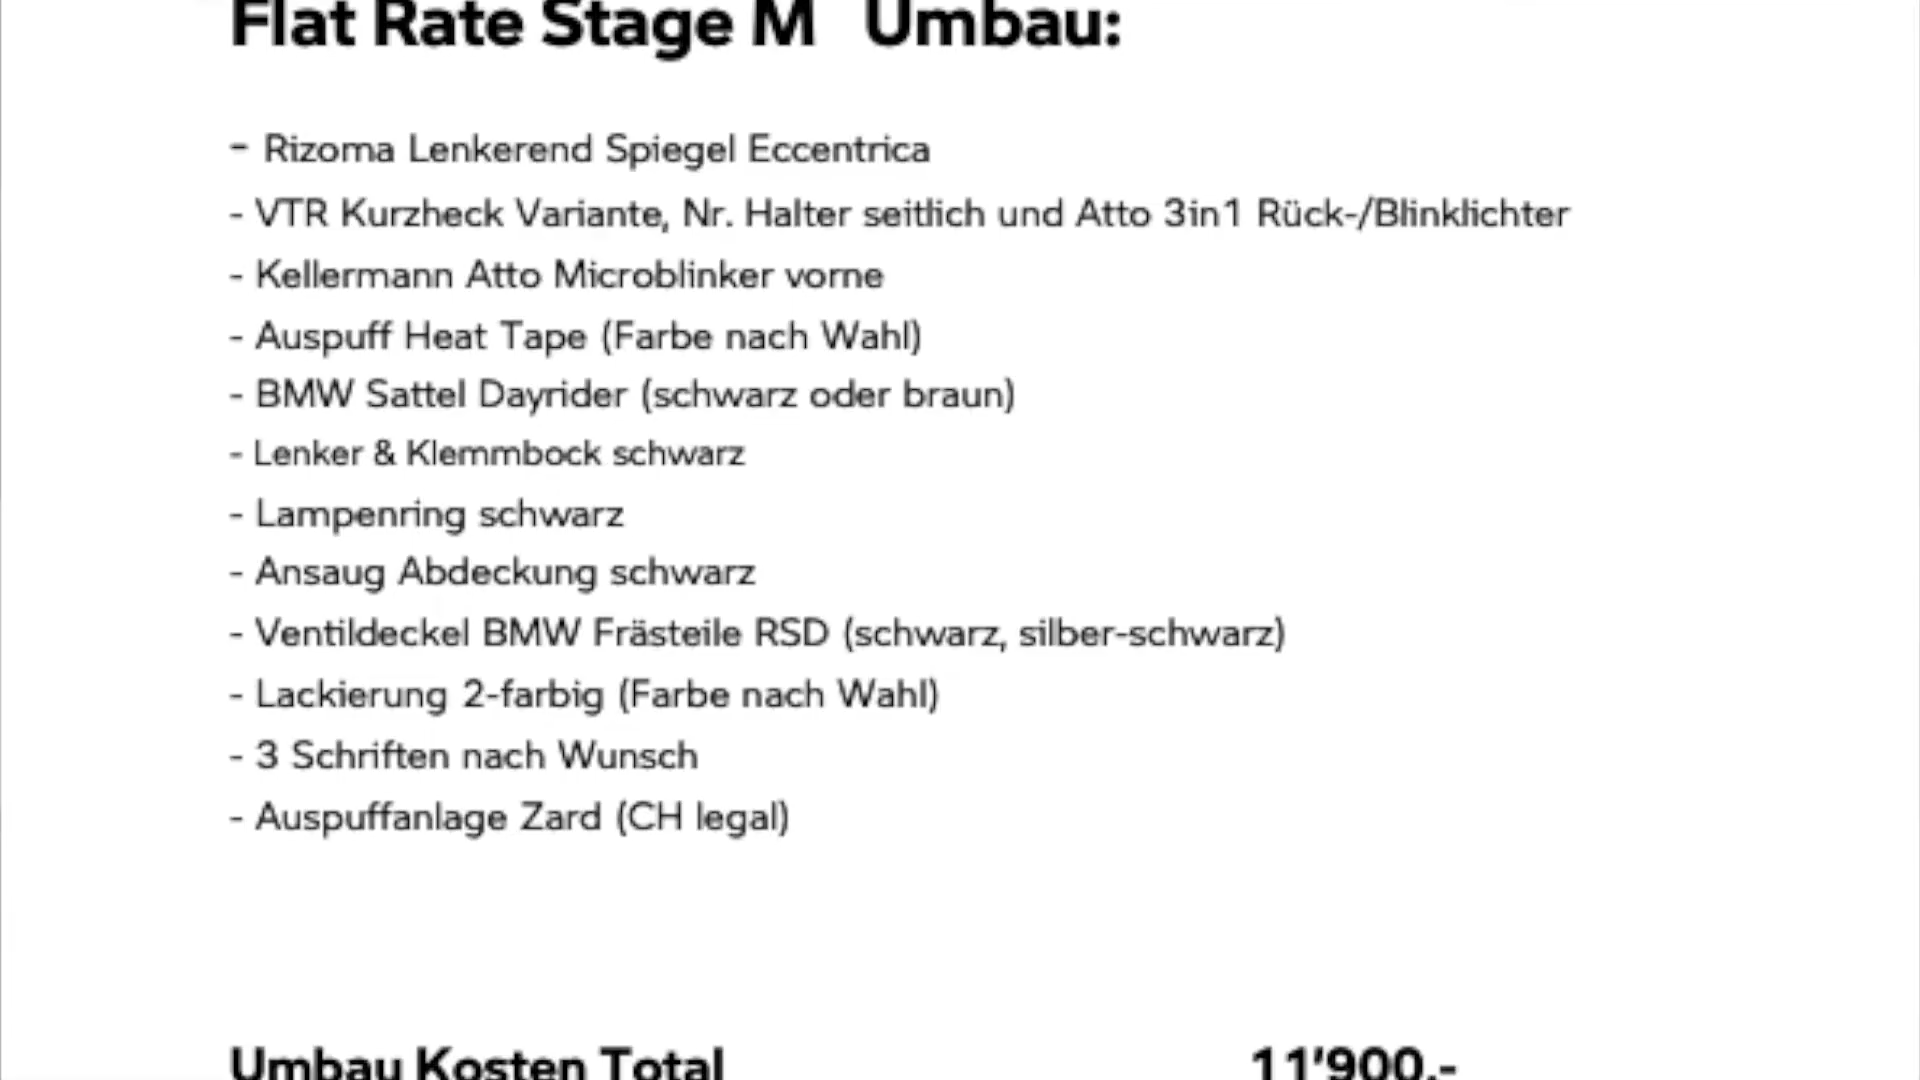 Flat Rate Stage M Umbau:
- Rizoma Lenkerend Spiegel Eccentrica
- VTR Kurzheck Variante, Nr. Halter seitlich und Atto 3in1 Rück-/Blinklichter
- Kellermann Atto Microblinker vorne
- Auspuff Heat Tape (Farbe nach Wahl)
- BMW Sattel Dayrider (schwarz oder braun)
- Lenker & Klemmbock schwarz
- Lampenring schwarz
- Ansaug Abdeckung schwarz
- Ventildeckel BMW Frästeile RSD (schwarz, silber-schwarz)
- Lackierung 2-farbig (Farbe nach Wahl)
- 3 Schriften nach Wunsch
- Auspuffanlage Zard (CH legal)
Umbau Kosten Total 11'900.-